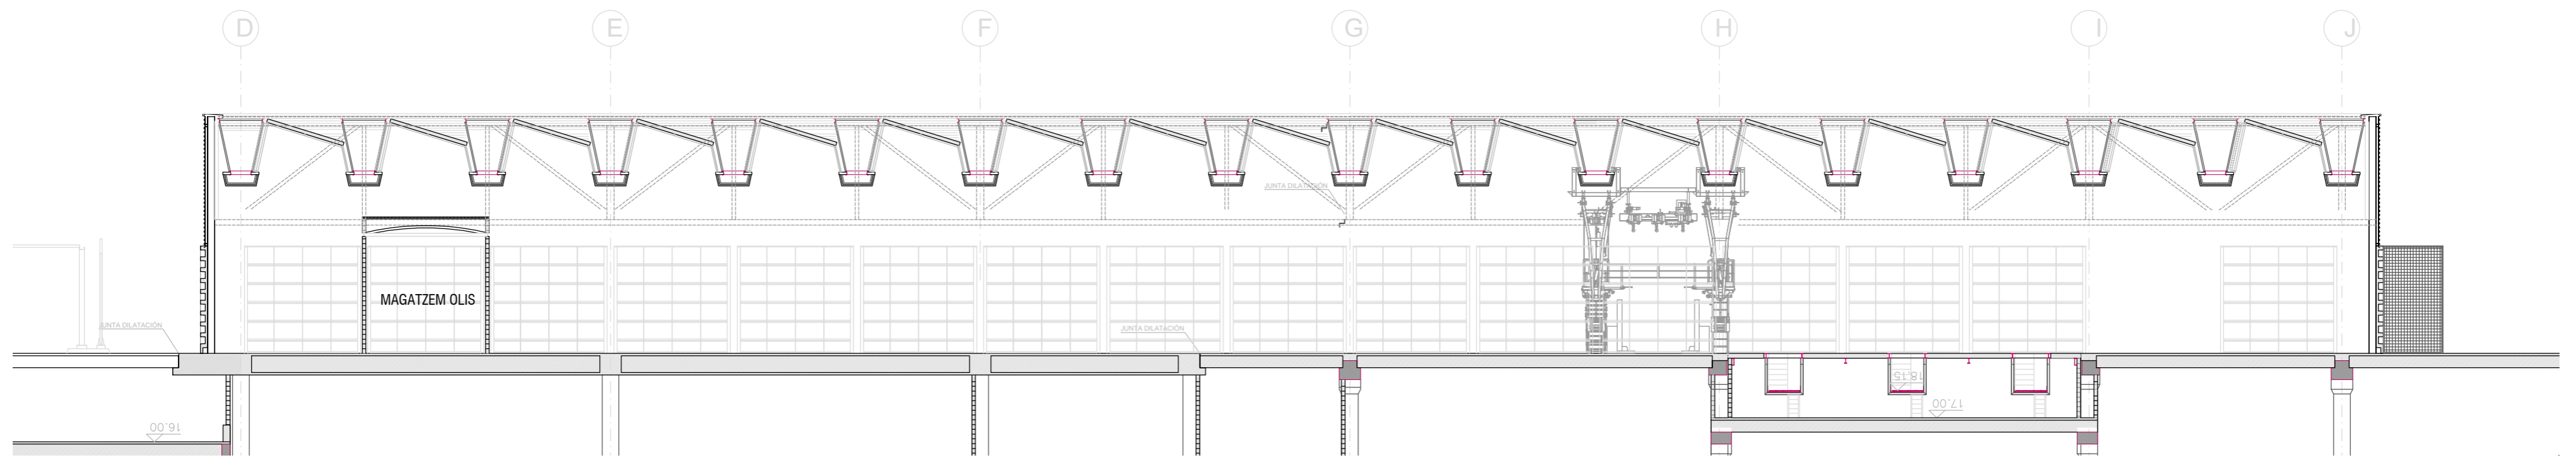 D E F G H I J
JUNTA DILATACIÓN
MAGATZEM OLIS
JUNTA DILATACIÓN
JUNTA DILATACIÓN
18.15
17.00
16.00